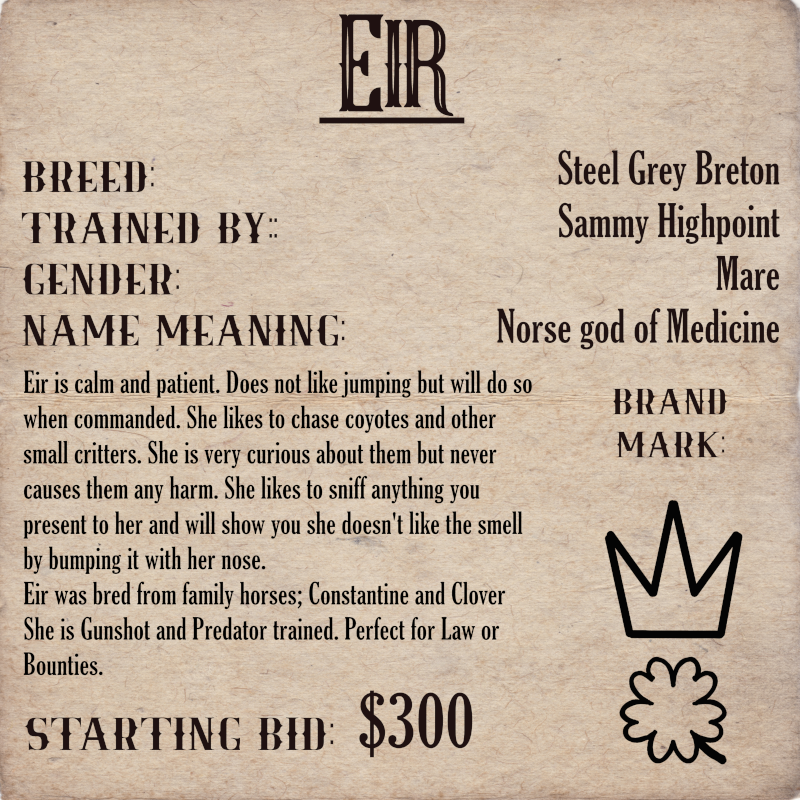 EIR
BREED: Steel Grey Breton
TRAINED BY:: Sammy Highpoint
GENDER: Mare
NAME MEANING: Norse god of Medicine
Eir is calm and patient. Does not like jumping but will do so
when commanded. She likes to chase coyotes and other
small critters. She is very curious about them but never
causes them any harm. She likes to sniff anything you
present to her and will show you she doesn't like the smell
by bumping it with her nose.
Eir was bred from family horses; Constantine and Clover
She is Gunshot and Predator trained. Perfect for Law or
Bounties.
BRAND
MARK:
STARTING BID: $300